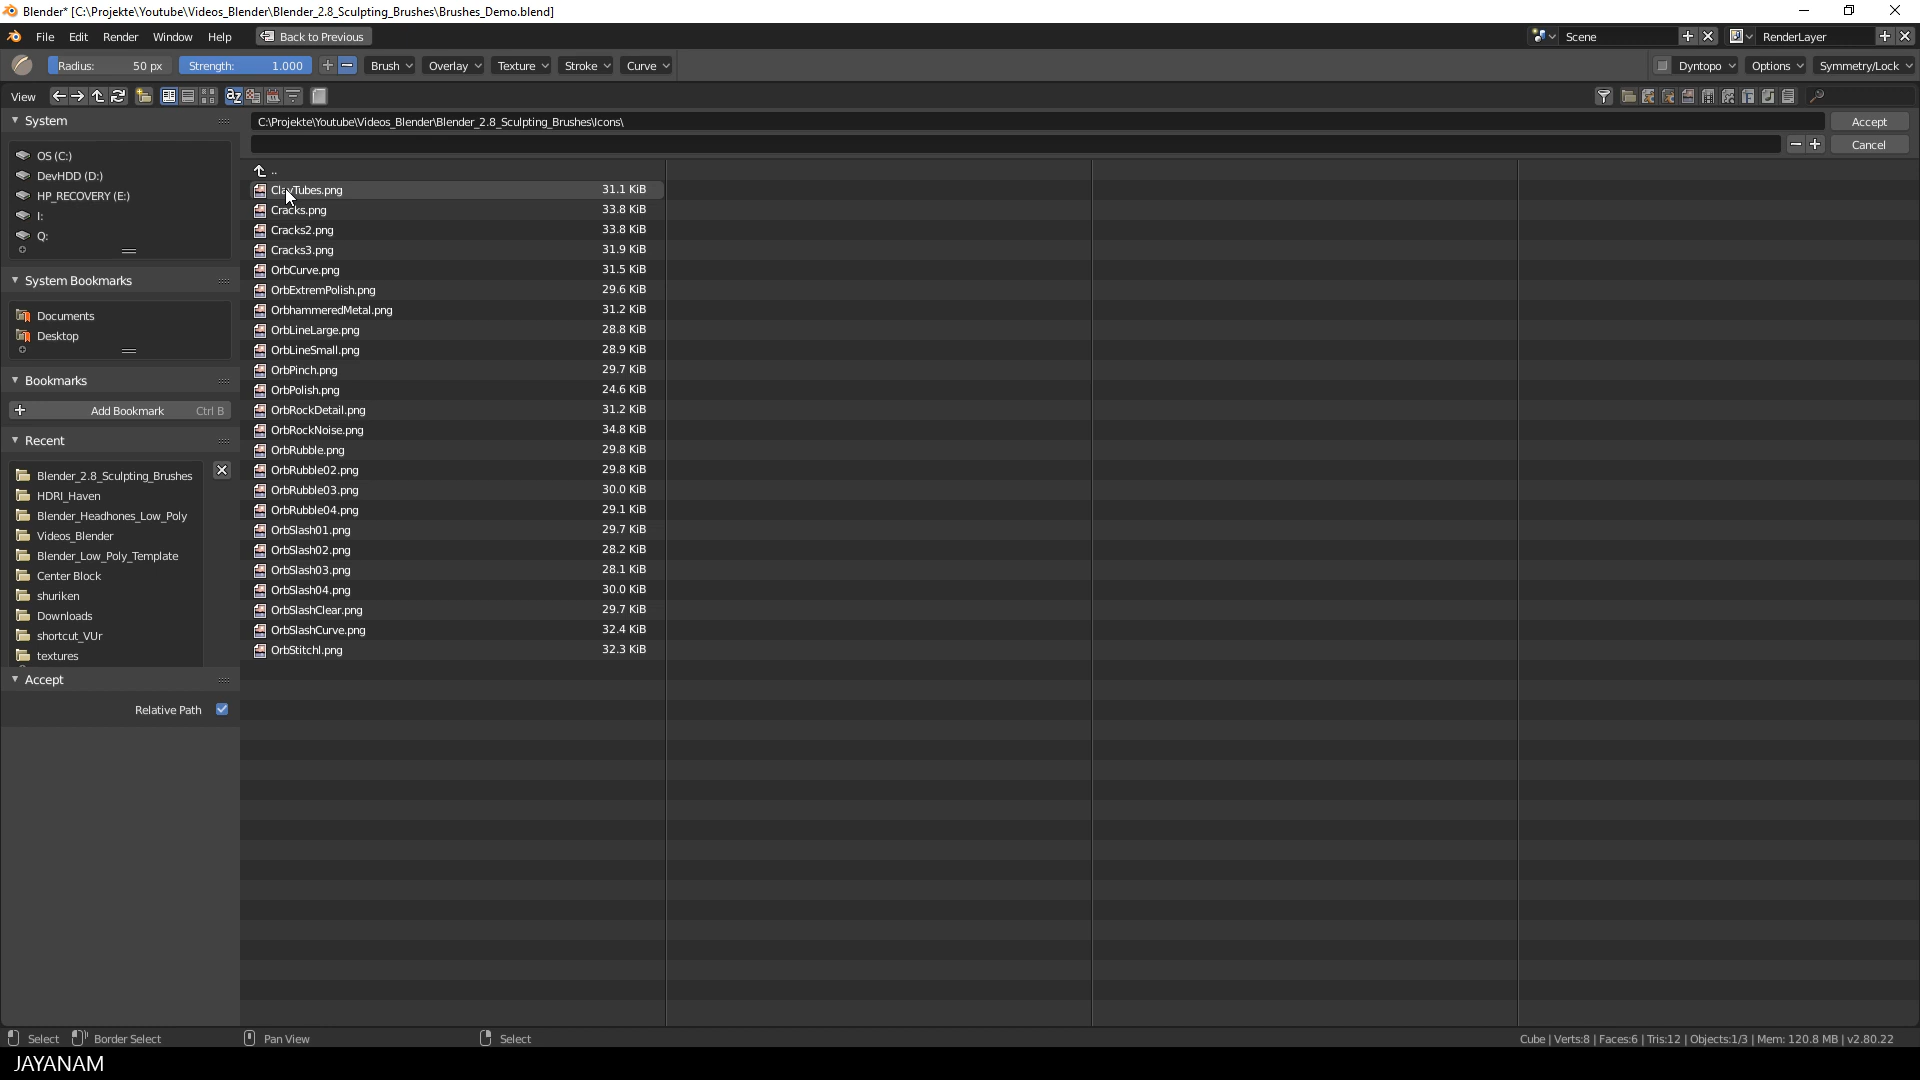 Blender* [C:\Projekte\Youtube\Videos_Blender\Blender_2.8_Sculpting_Brushes\Brushes_Demo.blend]
File Edit Render Window Help Back to Previous Scene RenderLayer
Radius: 50 px Strength: 1.000 Brush Overlay Texture Stroke Curve Dyntopo Options Symmetry/Lock
View
System
C:\Projekte\Youtube\Videos_Blender\Blender_2.8_Sculpting_Brushes\Icons\ Accept
Cancel
OS (C:)
DevHDD (D:)
HP_RECOVERY (E:)
I:
Q:
System Bookmarks
Documents
Desktop
Bookmarks
Add Bookmark Ctrl B
Recent
Blender_2.8_Sculpting_Brushes
HDRI_Haven
Blender_Headhones_Low_Poly
Videos_Blender
Blender_Low_Poly_Template
Center Block
shuriken
Downloads
shortcut_VUr
textures
Accept
Relative Path
..
ClayTubes.png 31.1 KiB
Cracks.png 33.8 KiB
Cracks2.png 33.8 KiB
Cracks3.png 31.9 KiB
OrbCurve.png 31.5 KiB
OrbExtremPolish.png 29.6 KiB
OrbhammeredMetal.png 31.2 KiB
OrbLineLarge.png 28.8 KiB
OrbLineSmall.png 28.9 KiB
OrbPinch.png 29.7 KiB
OrbPolish.png 24.6 KiB
OrbRockDetail.png 31.2 KiB
OrbRockNoise.png 34.8 KiB
OrbRubble.png 29.8 KiB
OrbRubble02.png 29.8 KiB
OrbRubble03.png 30.0 KiB
OrbRubble04.png 29.1 KiB
OrbSlash01.png 29.7 KiB
OrbSlash02.png 28.2 KiB
OrbSlash03.png 28.1 KiB
OrbSlash04.png 30.0 KiB
OrbSlashClear.png 29.7 KiB
OrbSlashCurve.png 32.4 KiB
OrbStitchl.png 32.3 KiB
Select Border Select Pan View Select Cube | Verts:8 | Faces:6 | Tris:12 | Objects:1/3 | Mem: 120.8 MB | v2.80.22
JAYANAM